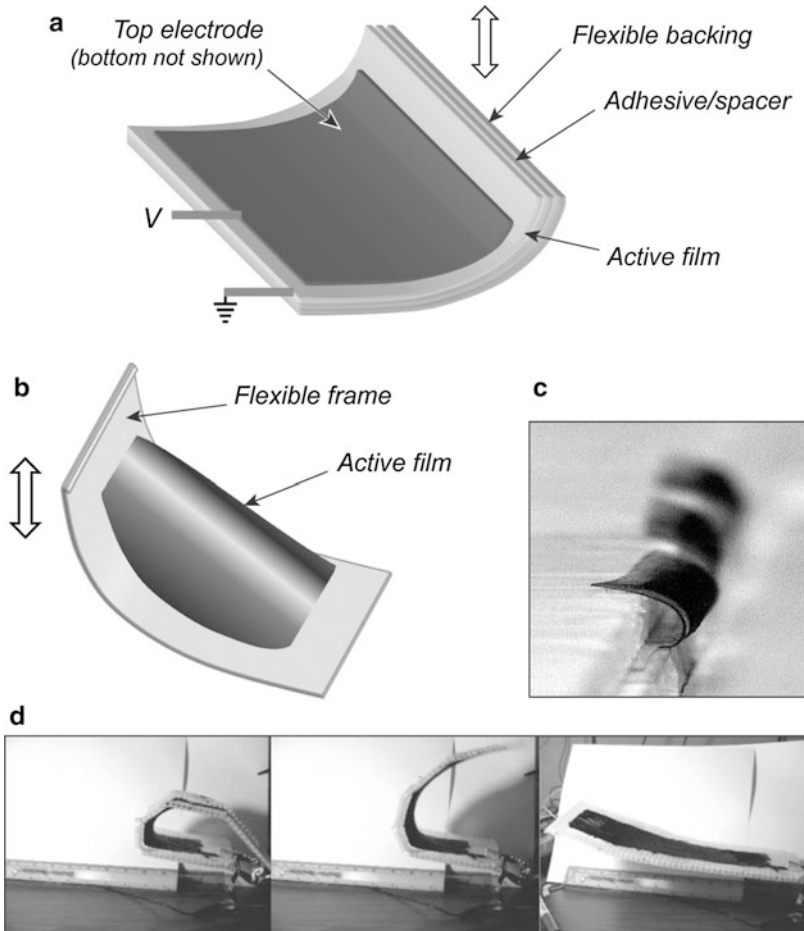 a
Top electrode
(bottom not shown)
Flexible backing
Adhesive/spacer
V
Active film
b
Flexible frame
Active film
c
d